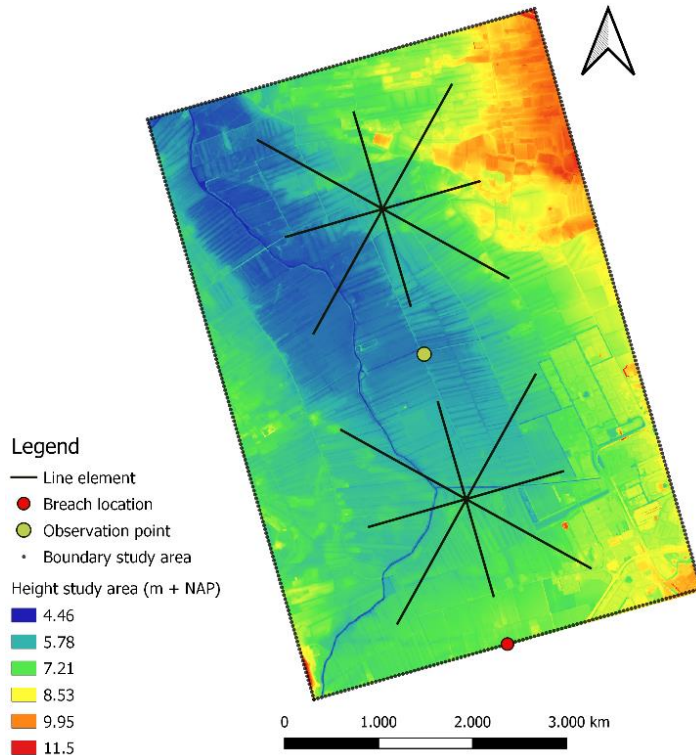 Legend
Line element
Breach location
Observation point
Boundary study area
Height study area (m + NAP)
4.46
5.78
7.21
8.53
9.95
11.5
0 1.000 2.000 3.000 km